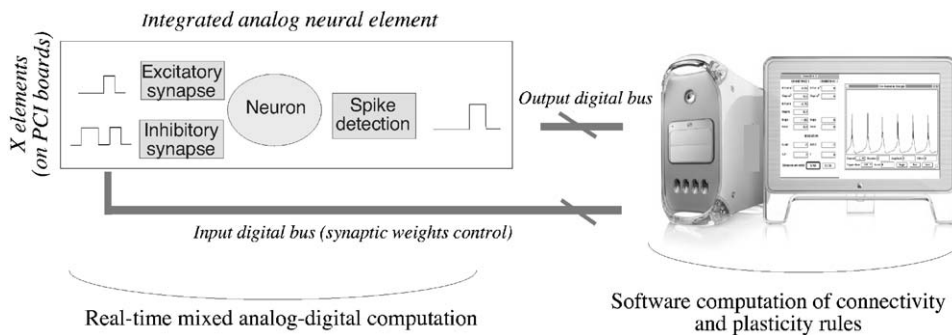 Integrated analog neural element
X elements
(on PCI boards)
Excitatory
synapse
Neuron
Inhibitory
synapse
Spike
detection
Output digital bus
Input digital bus (synaptic weights control)
Real-time mixed analog-digital computation
Software computation of connectivity
and plasticity rules